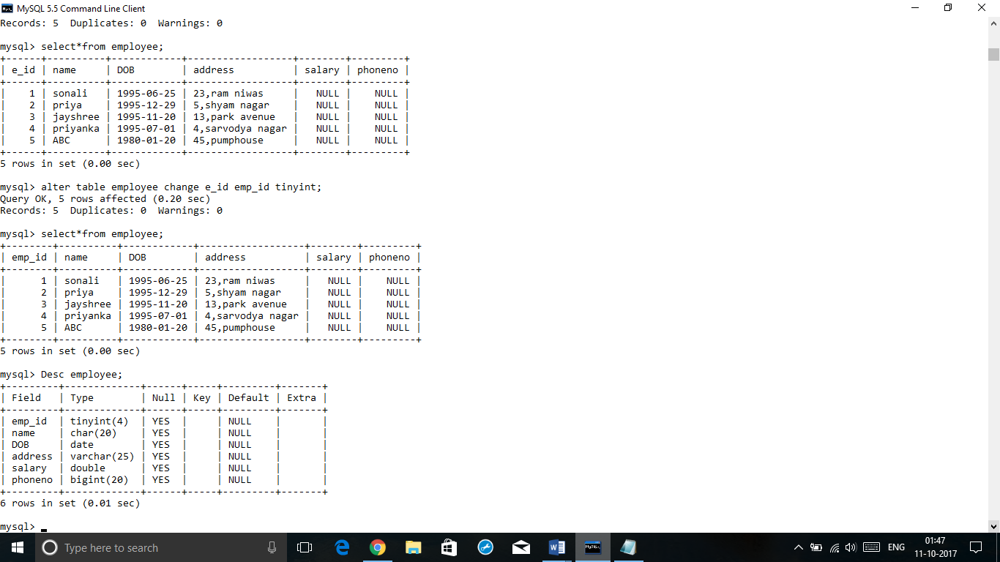 MySQL 5.5 Command Line Client
Records: 5  Duplicates: 0  Warnings: 0
mysql> select*from employee;
+------+----------+------------+-------------------+--------+---------+
| e_id | name     | DOB        | address           | salary | phoneno |
+------+----------+------------+-------------------+--------+---------+
|    1 | sonali   | 1995-06-25 | 23,ram niwas      |   NULL |    NULL |
|    2 | priya    | 1995-12-29 | 5,shyam nagar     |   NULL |    NULL |
|    3 | jayshree | 1995-11-20 | 13,park avenue    |   NULL |    NULL |
|    4 | priyanka | 1995-07-01 | 4,sarvodya nagar  |   NULL |    NULL |
|    5 | ABC      | 1980-01-20 | 45,pumphouse      |   NULL |    NULL |
+------+----------+------------+-------------------+--------+---------+
5 rows in set (0.00 sec)
mysql> alter table employee change e_id emp_id tinyint;
Query OK, 5 rows affected (0.20 sec)
Records: 5  Duplicates: 0  Warnings: 0
mysql> select*from employee;
+--------+----------+------------+------------------+--------+---------+
| emp_id | name     | DOB        | address          | salary | phoneno |
+--------+----------+------------+------------------+--------+---------+
|      1 | sonali   | 1995-06-25 | 23,ram niwas     |   NULL |    NULL |
|      2 | priya    | 1995-12-29 | 5,shyam nagar    |   NULL |    NULL |
|      3 | jayshree | 1995-11-20 | 13,park avenue   |   NULL |    NULL |
|      4 | priyanka | 1995-07-01 | 4,sarvodya nagar |   NULL |    NULL |
|      5 | ABC      | 1980-01-20 | 45,pumphouse     |   NULL |    NULL |
+--------+----------+------------+------------------+--------+---------+
5 rows in set (0.00 sec)
mysql> Desc employee;
+---------+-------------+------+-----+---------+-------+
| Field   | Type        | Null | Key | Default | Extra |
+---------+-------------+------+-----+---------+-------+
| emp_id  | tinyint(4)  | YES  |     | NULL    |       |
| name    | char(20)    | YES  |     | NULL    |       |
| DOB     | date        | YES  |     | NULL    |       |
| address | varchar(25) | YES  |     | NULL    |       |
| salary  | double      | YES  |     | NULL    |       |
| phoneno | bigint(20)  | YES  |     | NULL    |       |
+---------+-------------+------+-----+---------+-------+
6 rows in set (0.01 sec)
mysql>
Type here to search
ENG
01:47
11-10-2017